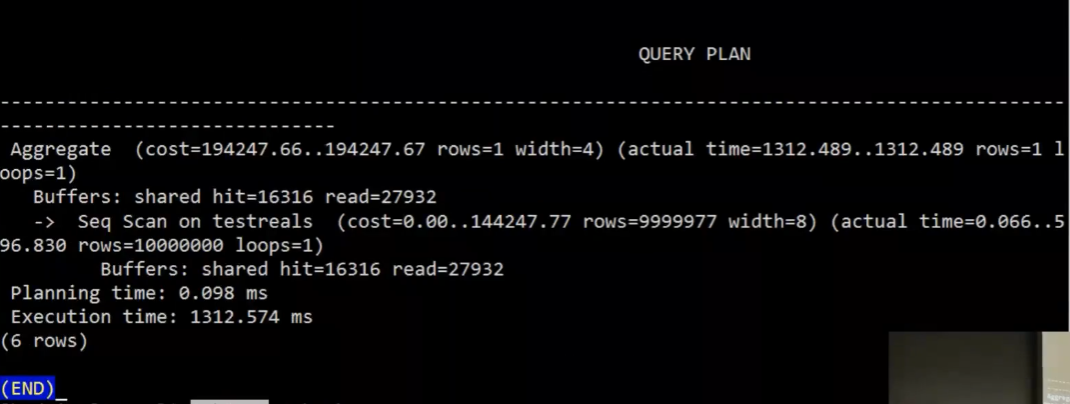 QUERY PLAN
-----------------------------------------------------------------------------------------------
------------------------------
Aggregate  (cost=194247.66..194247.67 rows=1 width=4) (actual time=1312.489..1312.489 rows=1 l
oops=1)
Buffers: shared hit=16316 read=27932
->  Seq Scan on testreals  (cost=0.00..144247.77 rows=9999977 width=8) (actual time=0.066..5
96.830 rows=10000000 loops=1)
Buffers: shared hit=16316 read=27932
Planning time: 0.098 ms
Execution time: 1312.574 ms
(6 rows)
(END)